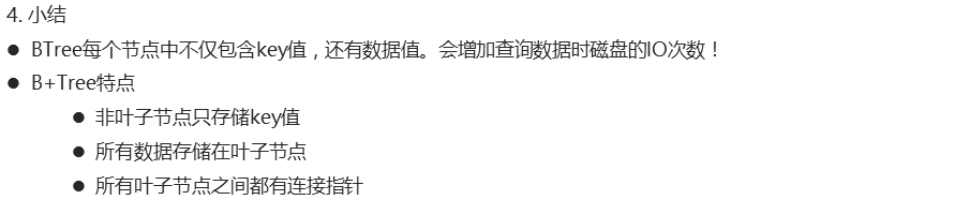 4. 小结
● BTree每个节点中不仅包含key值，还有数据值。会增加查询数据时磁盘的IO次数！
● B+Tree特点
● 非叶子节点只存储key值
● 所有数据存储在叶子节点
● 所有叶子节点之间都有连接指针